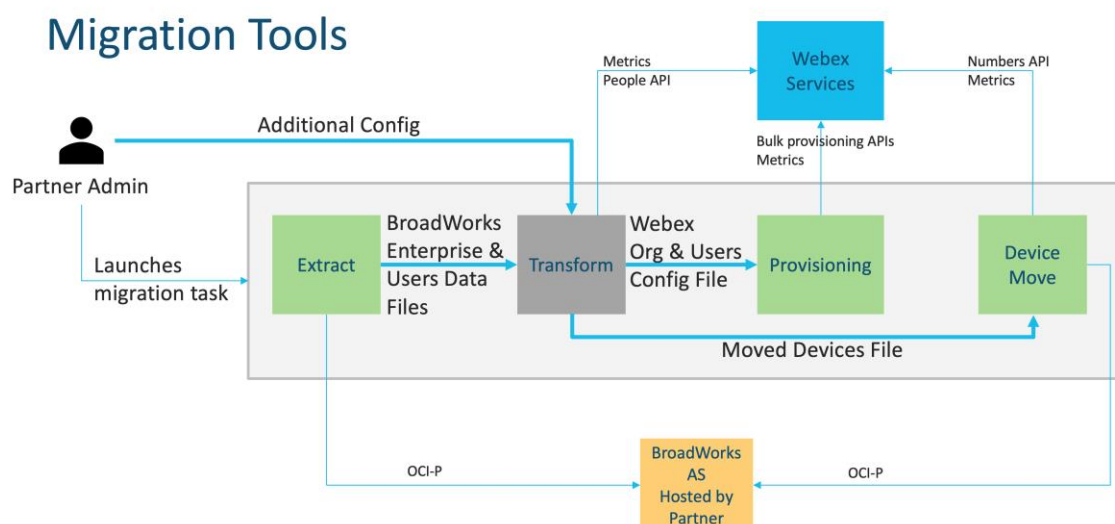 Migration Tools
Metrics
People API
Webex
Services
Numbers API
Metrics
Additional Config
Bulk provisioning APIs
Metrics
Partner Admin
Launches
migration task
Extract
BroadWorks
Enterprise &
Users Data
Files
Transform
Webex
Org & Users
Config File
Provisioning
Device
Move
Moved Devices File
OCI-P
BroadWorks
AS
Hosted by
Partner
OCI-P